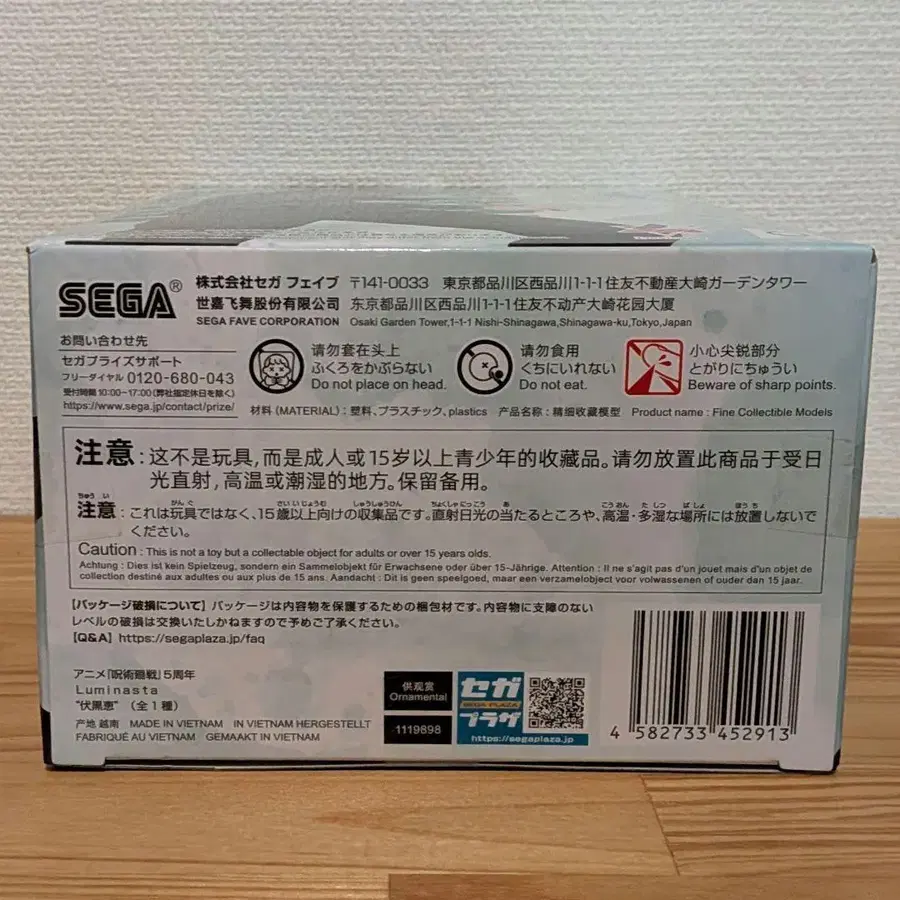 SEGA®
株式会社セガ フェイブ 〒141-0033 東京都品川区西品川1-1-1住友不動産大崎ガーデンタワー
世嘉飞舞股份有限公司 东京都品川区西品川1-1-1住友不动产大崎花园大厦
SEGA FAVE CORPORATION Osaki Garden Tower,1-1-1 Nishi-Shinagawa,Shinagawa-ku,Tokyo,Japan
お問い合わせ先
セガプライズサポート
フリーダイヤル 0120-680-043
受付時間 10:00~17:00(弊社指定休日を除く)
https://www.sega.jp/contact/prize/
请勿套在头上
ふくろをかぶらない
Do not place on head.
请勿食用
くちにいれない
Do not eat.
小心尖锐部分
とがりにちゅうい
Beware of sharp points.
材料 (MATERIAL) : 塑料、プラスチック、plastics 产品名称 : 精细收藏模型 Product name : Fine Collectible Models
注意 : 这不是玩具,而是成人或15岁以上青少年的收藏品。请勿放置此商品于受日
光直射,高温或潮湿的地方。保留备用。
注意 : これは玩具ではなく、15歳以上向けの収集品です。直射日光の当たるところや、高温・多湿な場所には放置しないで
ください。
Caution : This is not a toy but a collectable object for adults or over 15 years olds.
Achtung : Dies ist kein Spielzeug, sondern ein Sammelobjekt für Erwachsene oder über 15-Jährige. Attention : Il ne s'agit pas d'un jouet mais d'un objet de
collection destiné aux adultes ou aux plus de 15 ans. Aandacht : Dit is geen speelgoed, maar een verzamelobject voor volwassenen of ouder dan 15 jaar.
【パッケージ破損について】パッケージは内容物を保護するための梱包材です。内容物に支障のない
レベルの破損は交換いたしかねますので予めご了承ください。
【Q&A】https://segaplaza.jp/faq
アニメ『呪術廻戦』5周年
Luminasta
“伏黒恵” (全1種)
产地 越南 MADE IN VIETNAM IN VIETNAM HERGESTELLT
FABRIQUÉ AU VIETNAM GEMAAKT IN VIETNAM
供观赏
Ornamental
1119898
セガ
SEGA PLAZA
プラザ
https://segaplaza.jp
4 582733 452913